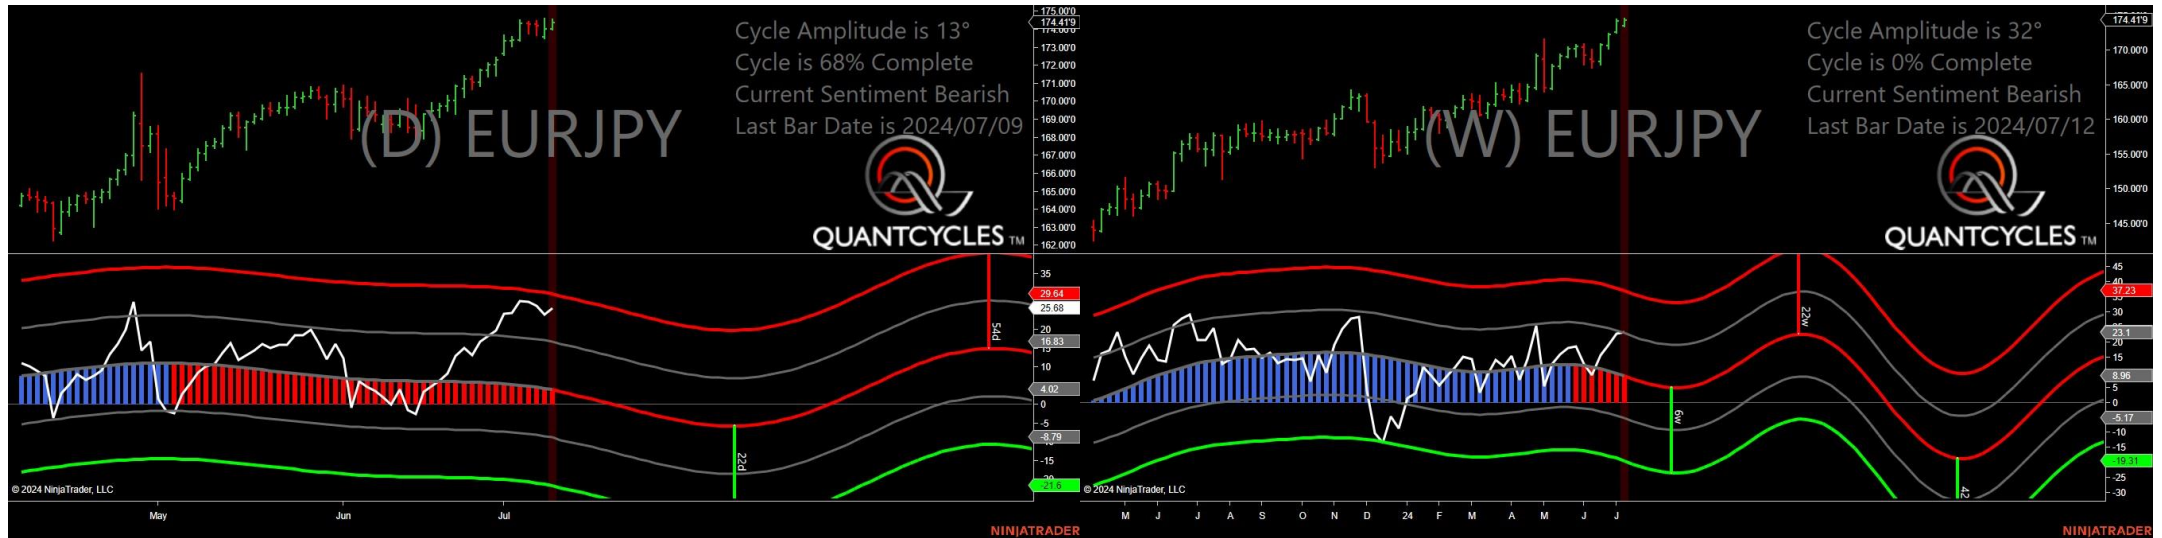 175.00'0
174.41'9
174.00'0
173.00'0
172.00'0
171.00'0
170.00'0
169.00'0
168.00'0
167.00'0
166.00'0
165.00'0
164.00'0
163.00'0
162.00'0
Cycle Amplitude is 13°
Cycle is 68% Complete
Current Sentiment Bearish
Last Bar Date is 2024/07/09
(D) EURJPY
QUANTCYCLES TM
35
29.64
25.68
20
16.83
15
10
4.02
0
-5
-8.79
-15
-21.6
54d
22d
© 2024 NinjaTrader, LLC
May Jun Jul
NINJATRADER
174.41'9
170.00'0
165.00'0
160.00'0
155.00'0
150.00'0
145.00'0
Cycle Amplitude is 32°
Cycle is 0% Complete
Current Sentiment Bearish
Last Bar Date is 2024/07/12
(W) EURJPY
QUANTCYCLES TM
45
37.23
35
30
23.1
20
15
8.96
5
0
-5.17
-10
-15
-19.31
-25
-30
22w
6w
42
© 2024 NinjaTrader, LLC
M J J A S O N D 24 F M A M J J
NINJATRADER